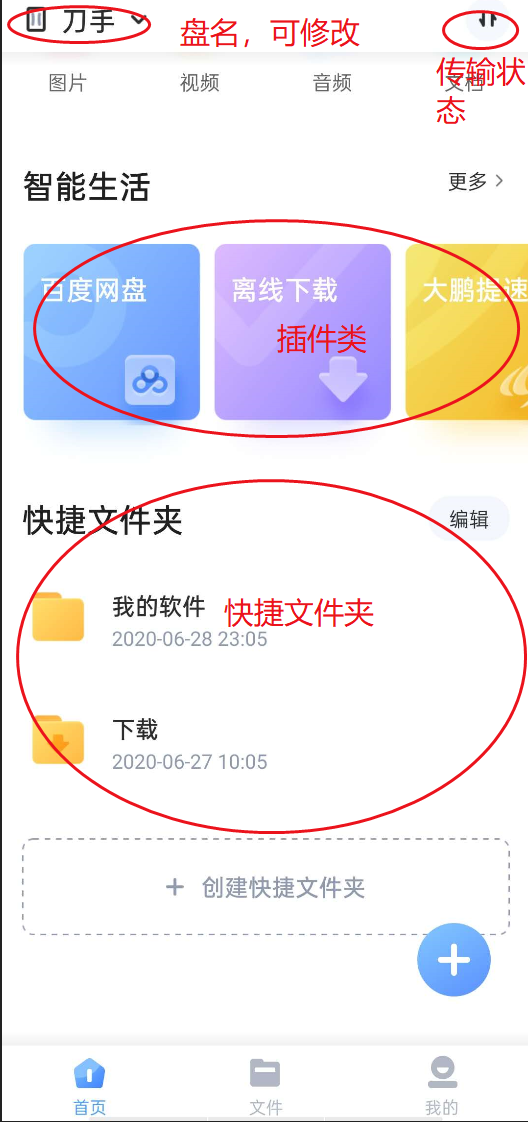 刀手
盘名，可修改
传输状
态
图片
视频
音频
文档
智能生活
更多
百度网盘
离线下载
大鹏提速
插件类
快捷文件夹
编辑
我的软件
快捷文件夹
2020-06-28 23:05
下载
2020-06-27 10:05
+ 创建快捷文件夹
首页
文件
我的